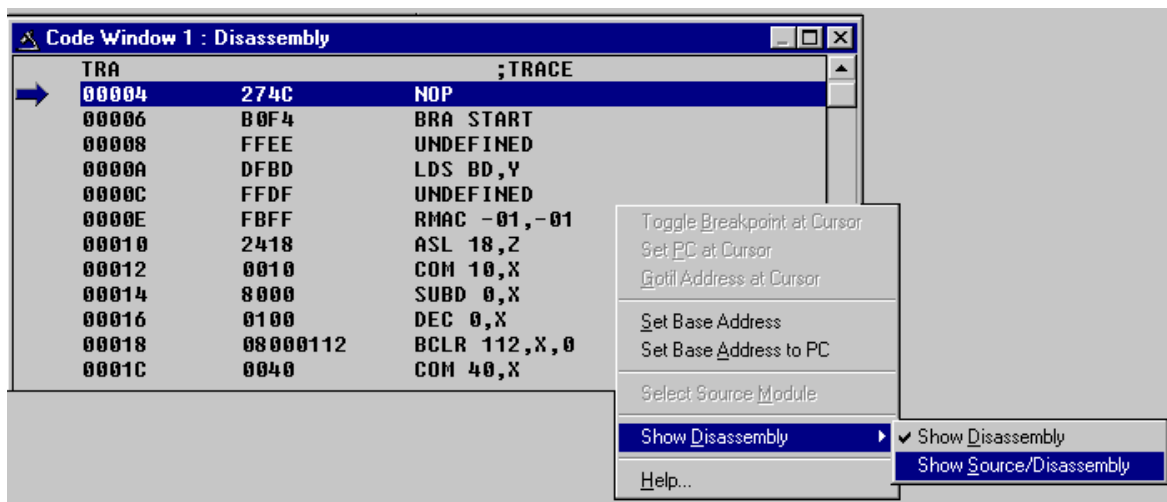 Code Window 1 : Disassembly
TRA ;TRACE
00004 274C NOP
00006 B0F4 BRA START
00008 FFEE UNDEFINED
0000A DFBD LDS BD,Y
0000C FFDF UNDEFINED
0000E FBFF RMAC -01,-01
00010 2418 ASL 18,Z
00012 0010 COM 10,X
00014 8000 SUBD 0,X
00016 0100 DEC 0,X
00018 08000112 BCLR 112,X,0
0001C 0040 COM 40,X
Toggle Breakpoint at Cursor
Set PC at Cursor
Gotil Address at Cursor
Set Base Address
Set Base Address to PC
Select Source Module
Show Disassembly
Help...
Show Disassembly
Show Source/Disassembly